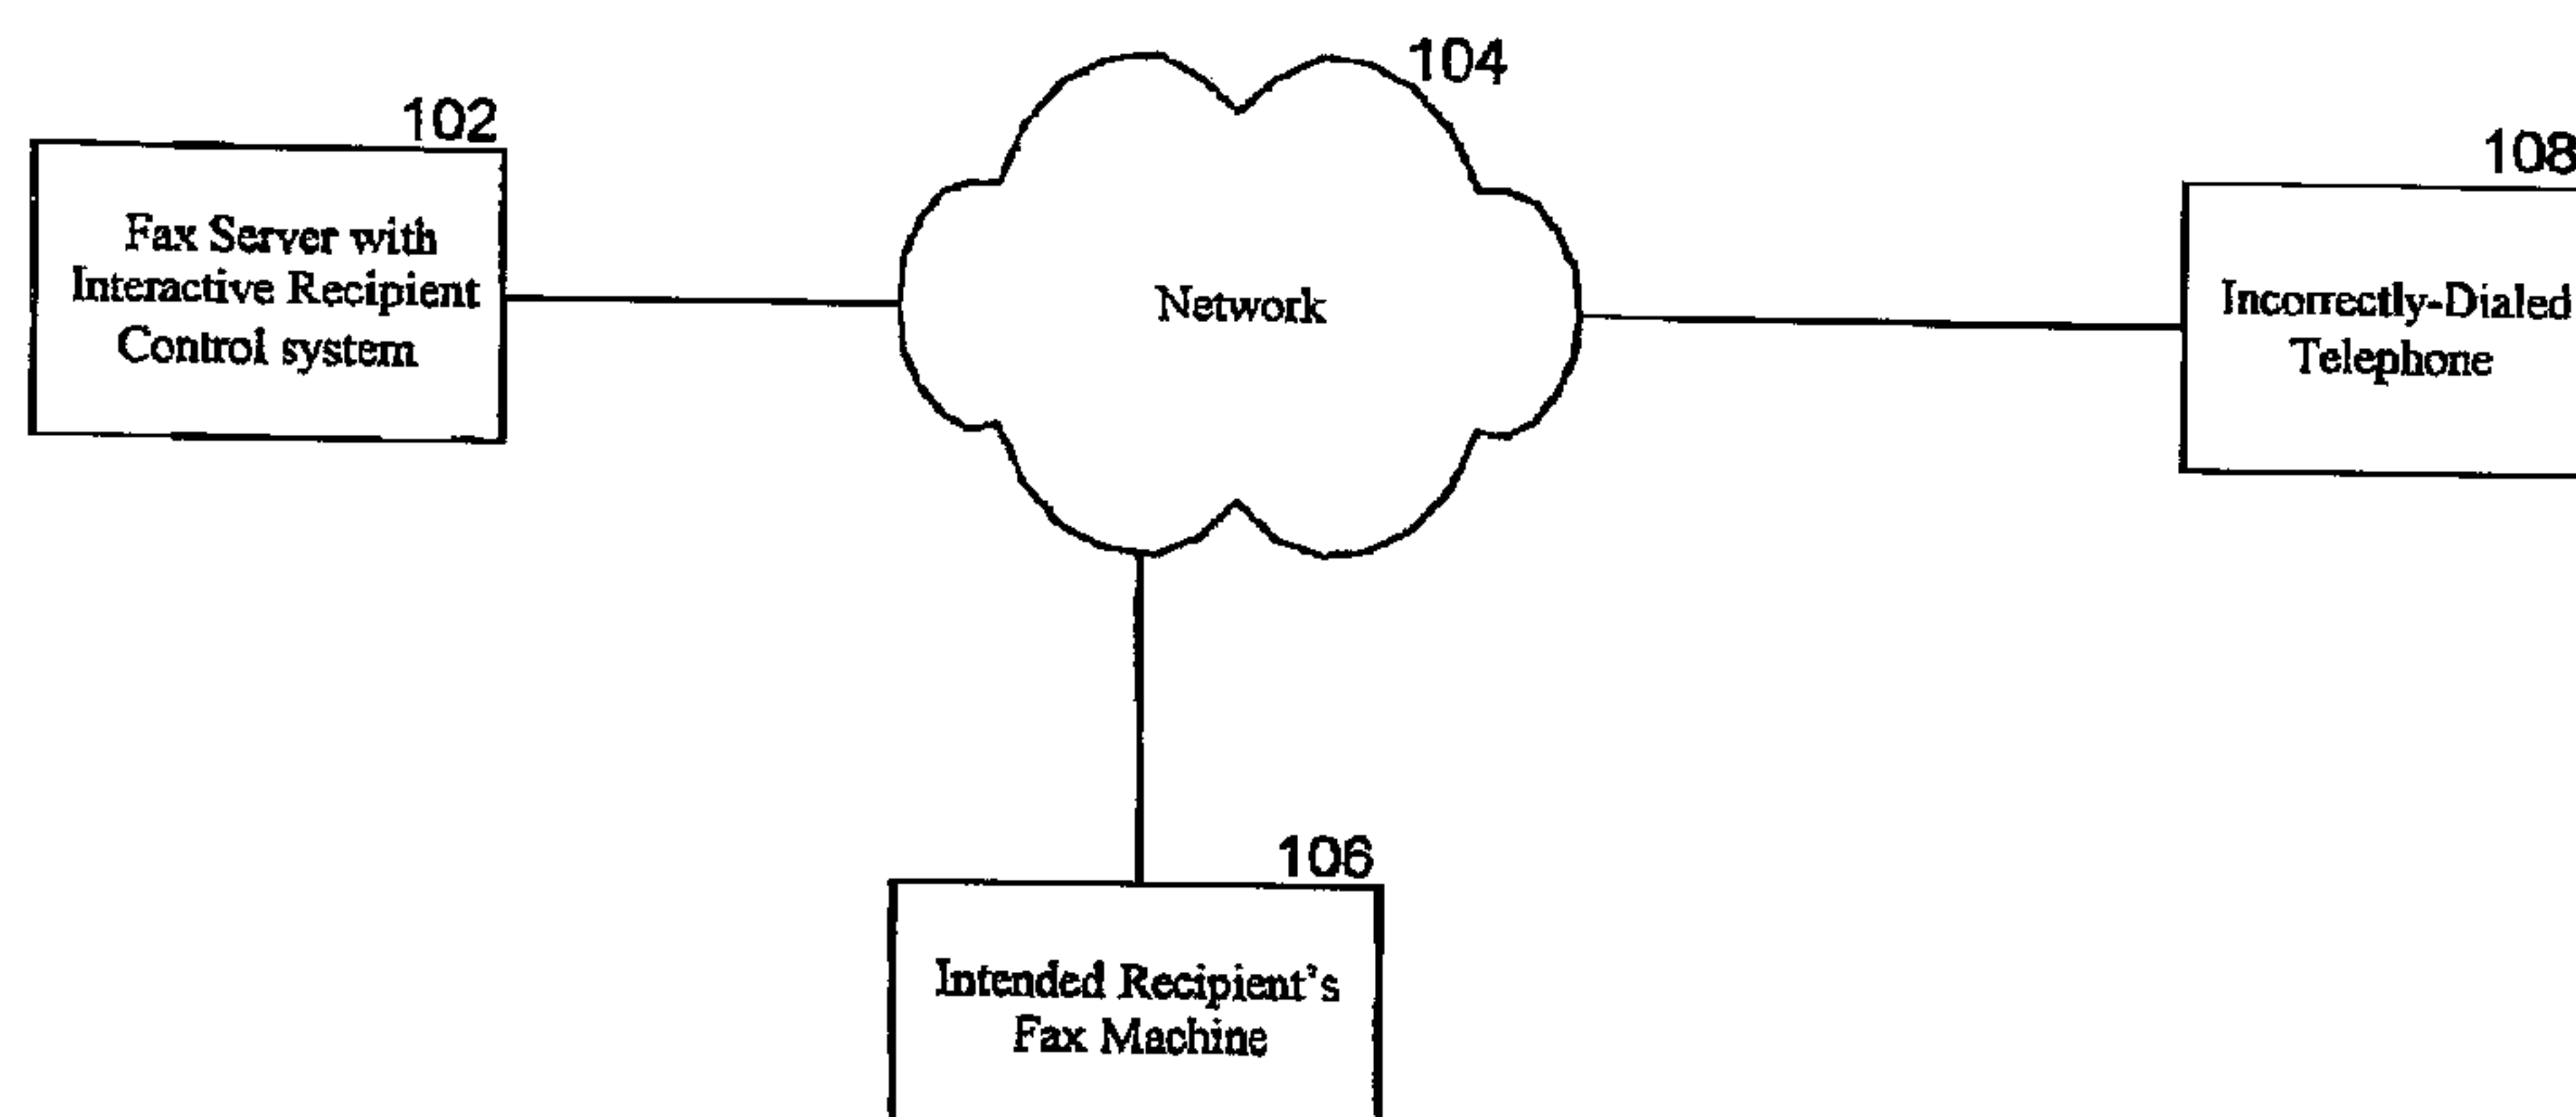 104
102
108
Fax Server with
Interactive Recipient
Control system
Network
Incorrectly-Dialed
Telephone
106
Intended Recipient's
Fax Machine